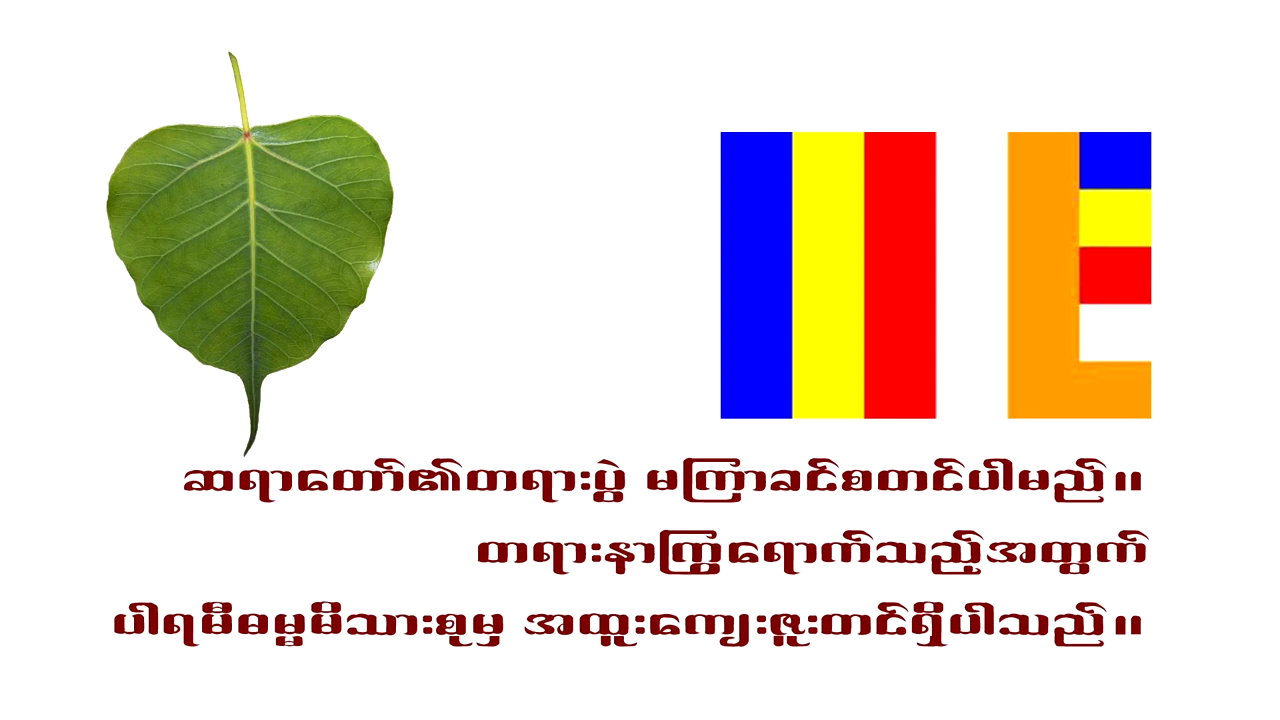 ဆရာတော်၏တရားပွဲ မကြာခင်စတင်ပါမည်။
တရားနာကြွရောက်သည့်အတွက်
ပါရမီဓမ္မမိသားစုမှ အထူးကျေးဇူးတင်ရှိပါသည်။